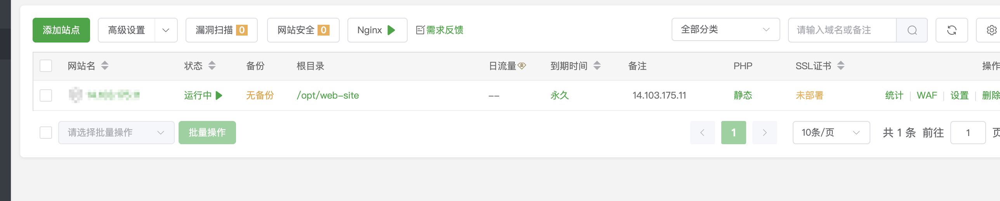 添加站点 高级设置 漏洞扫描 0 网站安全 0 Nginx 需求反馈 全部分类 请输入域名或备注
网站名 状态 备份 根目录 日流量 到期时间 备注 PHP SSL证书 操作
运行中 无备份 /opt/web-site -- 永久 14.103.175.11 静态 未部署 统计 | WAF | 设置 | 删除
请选择批量操作 批量操作 1 10条/页 共 1 条 前往 1 页